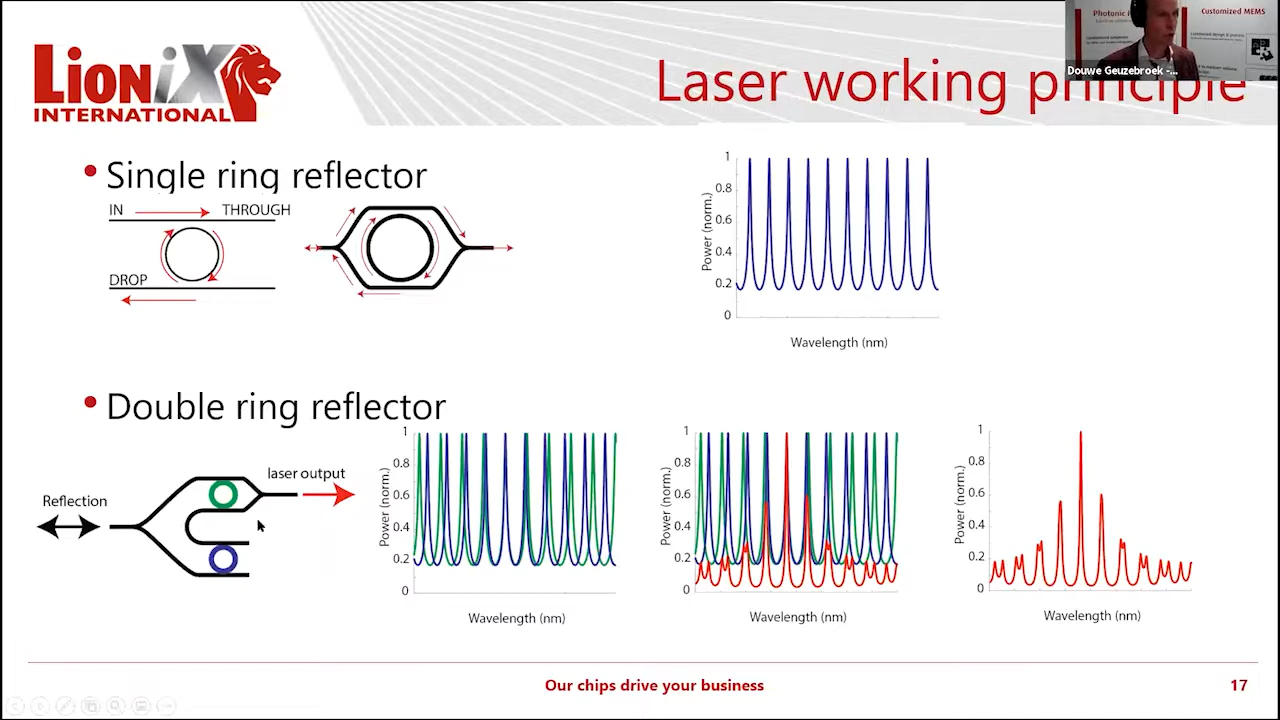 LioniX
INTERNATIONAL
Laser working principle
Photonic
Customized MEMS
Douwe Geuzebroek -...
• Single ring reflector
IN
THROUGH
DROP
1
0.8
0.6
0.4
0.2
0
Power (norm.)
Wavelength (nm)
• Double ring reflector
Reflection
laser output
1
0.8
0.6
0.4
0.2
0
Power (norm.)
Wavelength (nm)
1
0.8
0.6
0.4
0.2
0
Power (norm.)
Wavelength (nm)
1
0.8
0.6
0.4
0.2
0
Power (norm.)
Wavelength (nm)
Our chips drive your business
17